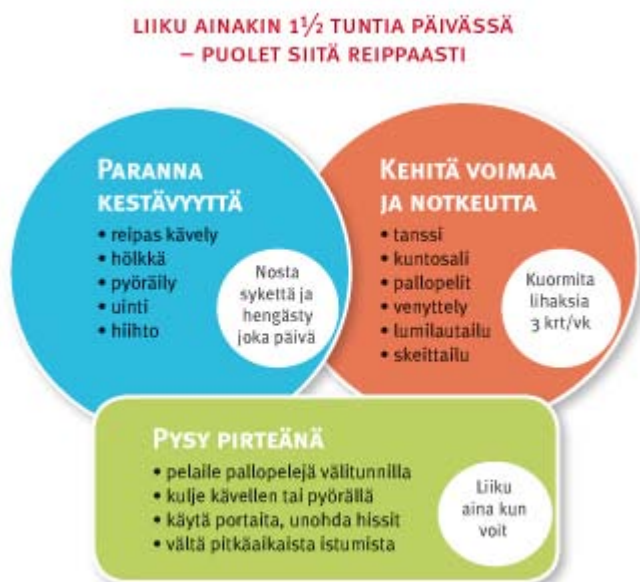 LIIKU AINAKIN 1½ TUNTIA PÄIVÄSSÄ
– PUOLET SIITÄ REIPPAASTI
PARANNA
KESTÄVYYTTÄ
• reipas kävely
• hölkkä
• pyöräily
• uinti
• hiihto
Nosta
sykettä ja
hengästy
joka päivä
KEHITÄ VOIMAA
JA NOTKEUTTA
• tanssi
• kuntosali
• pallopelit
• venyttely
• lumilautailu
• skeittailu
Kuormita
lihaksia
3 krt/vk
PYSY PIRTEÄNÄ
• pelaile pallopelejä välitunnilla
• kulje kävellen tai pyörällä
• käytä portaita, unohda hissit
• vältä pitkäaikaista istumista
Liiku
aina kun
voit